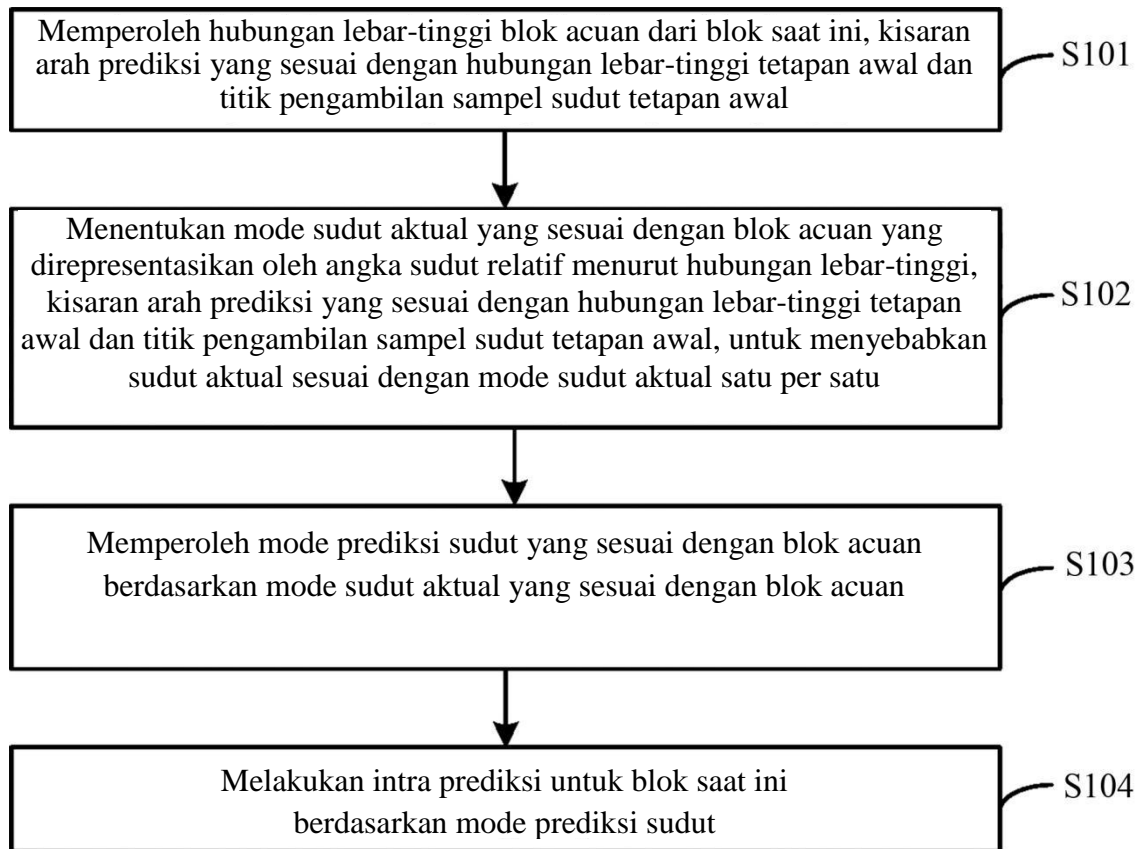 Memperoleh hubungan lebar-tinggi blok acuan dari blok saat ini, kisaran
arah prediksi yang sesuai dengan hubungan lebar-tinggi tetapan awal dan
titik pengambilan sampel sudut tetapan awal
S101
Menentukan mode sudut aktual yang sesuai dengan blok acuan yang
direpresentasikan oleh angka sudut relatif menurut hubungan lebar-tinggi,
kisaran arah prediksi yang sesuai dengan hubungan lebar-tinggi tetapan
awal dan titik pengambilan sampel sudut tetapan awal, untuk menyebabkan
sudut aktual sesuai dengan mode sudut aktual satu per satu
S102
Memperoleh mode prediksi sudut yang sesuai dengan blok acuan
berdasarkan mode sudut aktual yang sesuai dengan blok acuan
S103
Melakukan intra prediksi untuk blok saat ini
berdasarkan mode prediksi sudut
S104